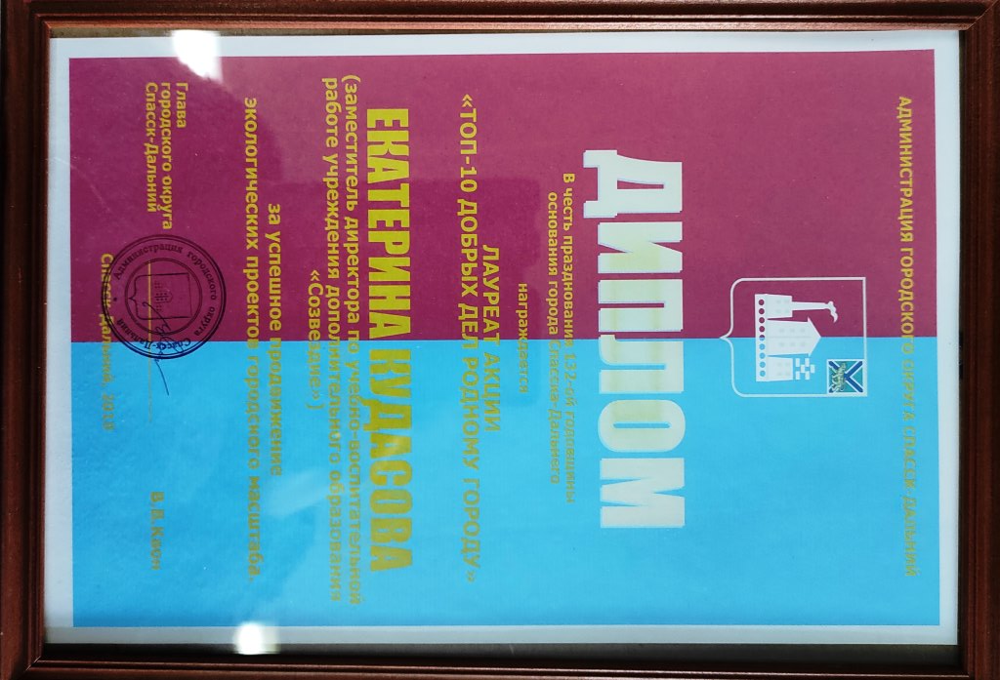 АДМИНИСТРАЦИЯ ГОРОДСКОГО ОКРУГА СПАССК-ДАЛЬНИЙ
ДИПЛОМ
В честь празднования 132-ой годовщины
основания города Спасска-Дальнего
награждается
ЛАУРЕАТ АКЦИИ
«ТОП-10 ДОБРЫХ ДЕЛ РОДНОМУ ГОРОДУ»
ЕКАТЕРИНА КУДАСОВА
(заместитель директора по учебно-воспитательной
работе учреждения дополнительного образования
«Созвездие»)
за успешное продвижение
экологических проектов городского масштаба.
Глава
городского округа
Спасск-Дальний
Администрация городского округа
Спасск-Дальний
Спасск-Дальний, 2018